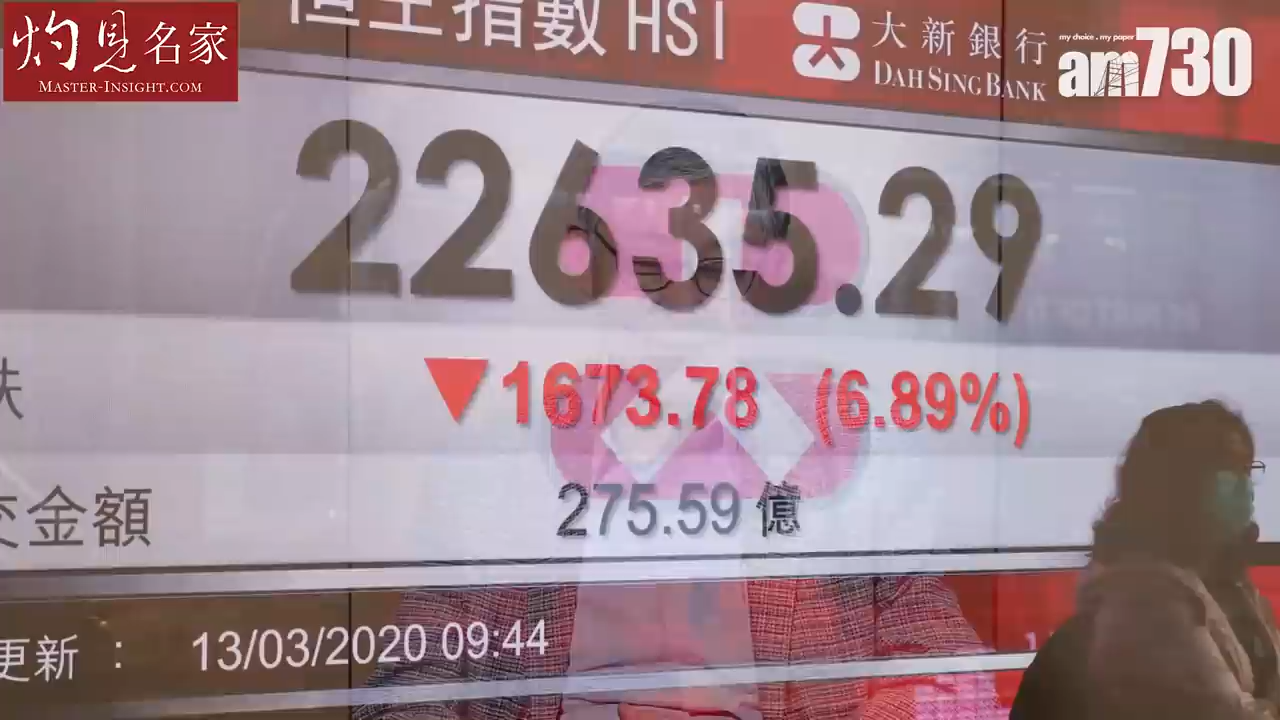 灼見名家
MASTER-INSIGHT.COM
恒生指數 HSI
大新銀行
DAH SING BANK
my choice . my paper
am730
22635.29
▼1673.78 (6.89%)
交金額 275.59 億
更新 : 13/03/2020 09:44